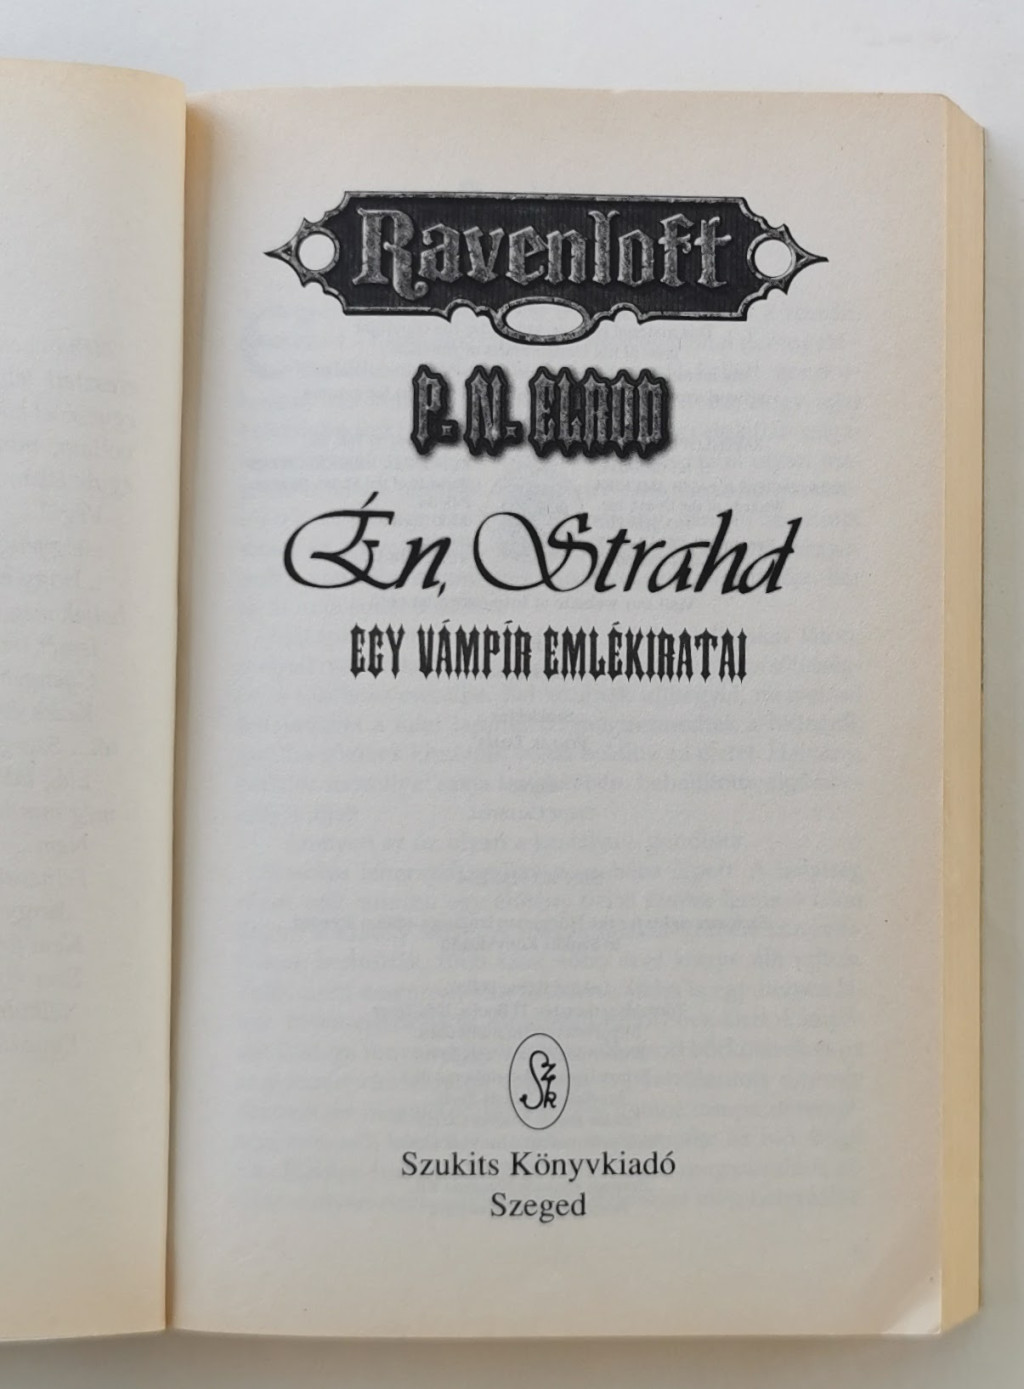 Ravenloft
P. N. ELROD
Én, Strahd
EGY VÁMPÍR EMLÉKIRATAI
SZK
Szukits Könyvkiadó
Szeged